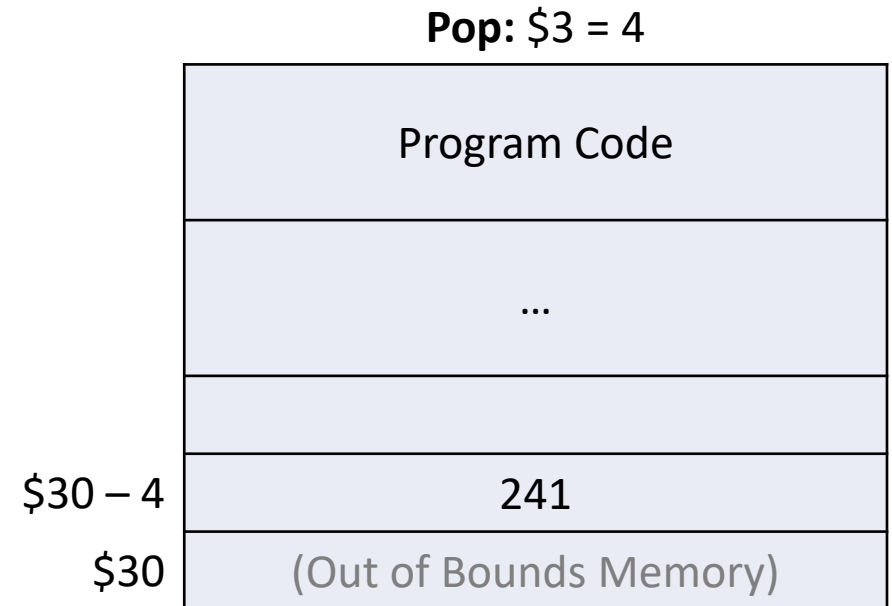 Pop: $3 = 4
Program Code
…
$30 – 4 241
$30 (Out of Bounds Memory)